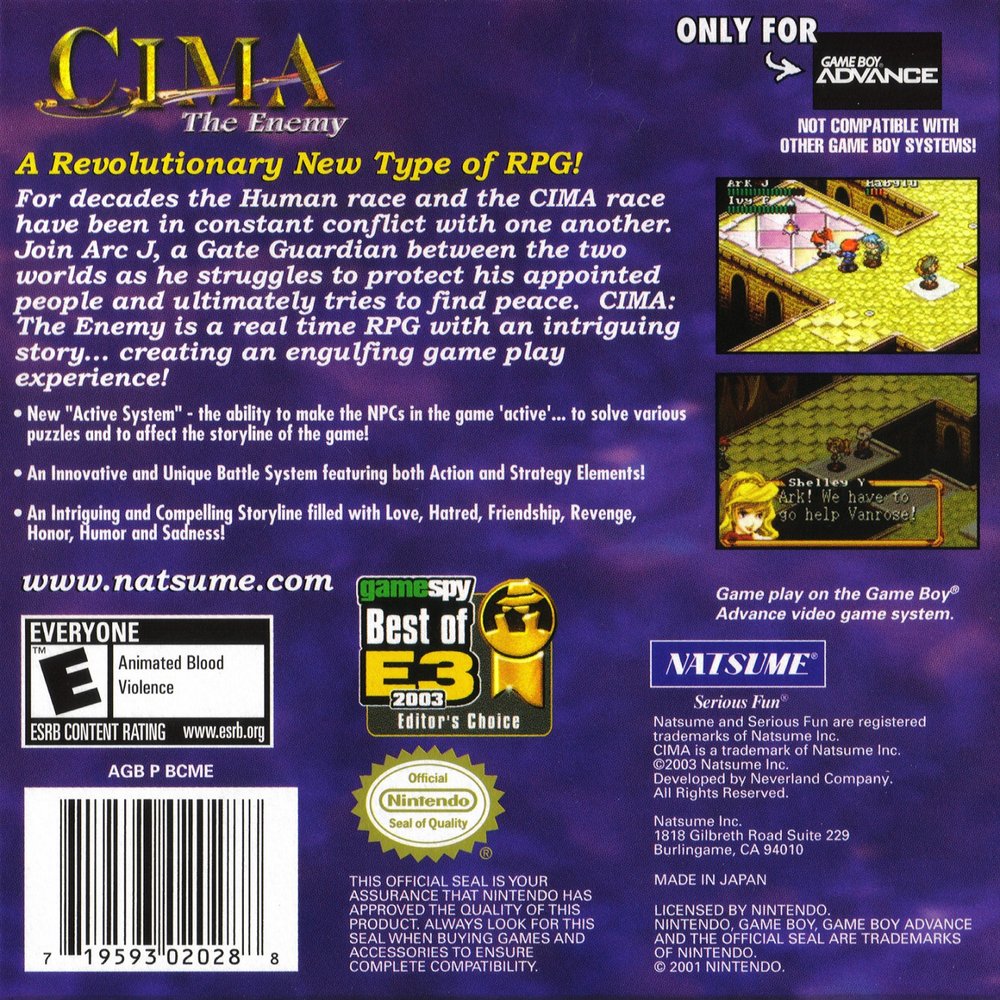 CIMA
The Enemy
ONLY FOR
GAME BOY
ADVANCE
NOT COMPATIBLE WITH
OTHER GAME BOY SYSTEMS!
A Revolutionary New Type of RPG!
For decades the Human race and the CIMA race
have been in constant conflict with one another.
Join Arc J, a Gate Guardian between the two
worlds as he struggles to protect his appointed
people and ultimately tries to find peace. CIMA:
The Enemy is a real time RPG with an intriguing
story... creating an engulfing game play
experience!
• New "Active System" - the ability to make the NPCs in the game 'active'... to solve various
puzzles and to affect the storyline of the game!
• An Innovative and Unique Battle System featuring both Action and Strategy Elements!
• An Intriguing and Compelling Storyline filled with Love, Hatred, Friendship, Revenge,
Honor, Humor and Sadness!
Ark J
Ivy F
Shelley Y
Ark! We have to
go help Vanrose!
www.natsume.com
Game play on the Game Boy®
Advance video game system.
gamespy
Best of
E3
2003
Editor's Choice
EVERYONE
TM
E
Animated Blood
Violence
ESRB CONTENT RATING www.esrb.org
AGB P BCME
7 19593 02028 8
Official
Nintendo
Seal of Quality
®
THIS OFFICIAL SEAL IS YOUR
ASSURANCE THAT NINTENDO HAS
APPROVED THE QUALITY OF THIS
PRODUCT. ALWAYS LOOK FOR THIS
SEAL WHEN BUYING GAMES AND
ACCESSORIES TO ENSURE
COMPLETE COMPATIBILITY.
NATSUME®
Serious Fun®
Natsume and Serious Fun are registered
trademarks of Natsume Inc.
CIMA is a trademark of Natsume Inc.
©2003 Natsume Inc.
Developed by Neverland Company.
All Rights Reserved.
Natsume Inc.
1818 Gilbreth Road Suite 229
Burlingame, CA 94010
MADE IN JAPAN
LICENSED BY NINTENDO.
NINTENDO, GAME BOY, GAME BOY ADVANCE
AND THE OFFICIAL SEAL ARE TRADEMARKS
OF NINTENDO.
© 2001 NINTENDO.